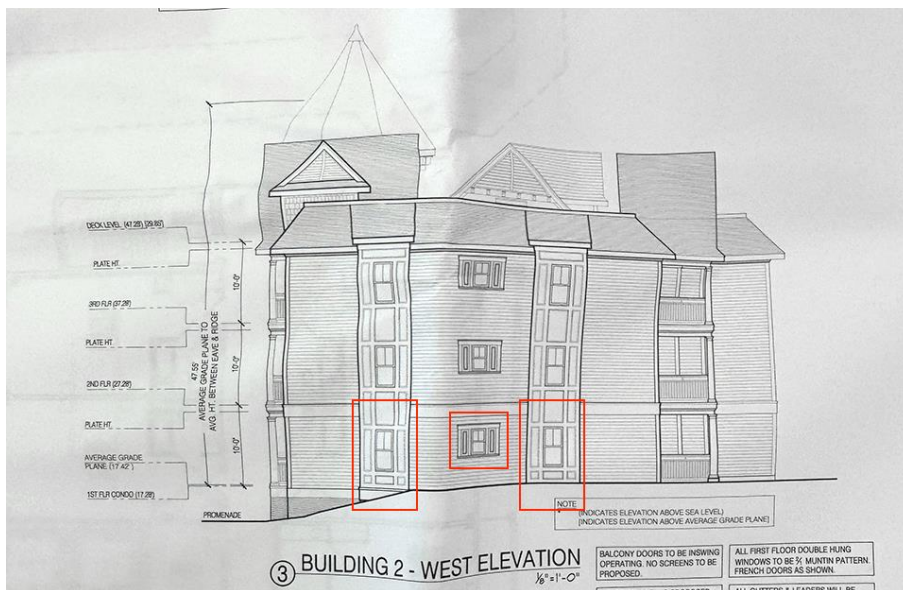 DECK LEVEL (47.28') [29.85']
PLATE HT.
3RD FLR (37.28')
PLATE HT.
2ND FLR (27.28')
PLATE HT.
AVERAGE GRADE
PLANE (17.42')
1ST FLR CONDO (17.28')
PROMENADE
47.55'
AVERAGE GRADE PLANE TO
AVG. HT. BETWEEN EAVE & RIDGE
10'-0"
10'-0"
10'-0"
NOTE
(INDICATES ELEVATION ABOVE SEA LEVEL)
[INDICATES ELEVATION ABOVE AVERAGE GRADE PLANE]
3 BUILDING 2 - WEST ELEVATION
1/8"=1'-0"
BALCONY DOORS TO BE INSWING
OPERATING. NO SCREENS TO BE
PROPOSED.
ALL FIRST FLOOR DOUBLE HUNG
WINDOWS TO BE MUNTIN PATTERN.
FRENCH DOORS AS SHOWN.
ALL GUTTERS & LEADERS WILL BE